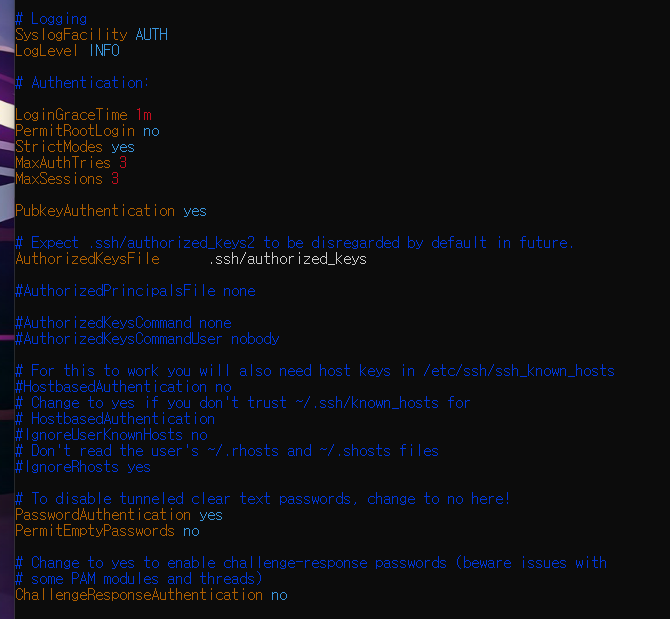 # Logging
SyslogFacility AUTH
LogLevel INFO
# Authentication:
LoginGraceTime 1m
PermitRootLogin no
StrictModes yes
MaxAuthTries 3
MaxSessions 3
PubkeyAuthentication yes
# Expect .ssh/authorized_keys2 to be disregarded by default in future.
AuthorizedKeysFile      .ssh/authorized_keys
#AuthorizedPrincipalsFile none
#AuthorizedKeysCommand none
#AuthorizedKeysCommandUser nobody
# For this to work you will also need host keys in /etc/ssh/ssh_known_hosts
#HostbasedAuthentication no
# Change to yes if you don't trust ~/.ssh/known_hosts for
# HostbasedAuthentication
#IgnoreUserKnownHosts no
# Don't read the user's ~/.rhosts and ~/.shosts files
#IgnoreRhosts yes
# To disable tunneled clear text passwords, change to no here!
PasswordAuthentication yes
PermitEmptyPasswords no
# Change to yes to enable challenge-response passwords (beware issues with
# some PAM modules and threads)
ChallengeResponseAuthentication no